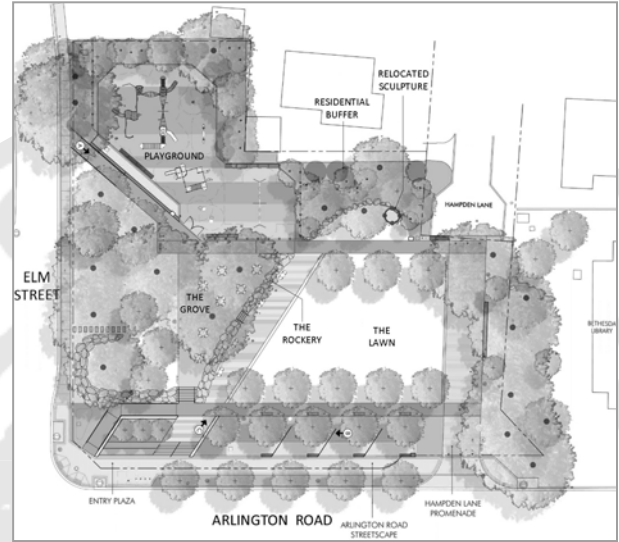 RELOCATED
SCULPTURE
RESIDENTIAL
BUFFER
PLAYGROUND
HAMPDEN LANE
ELM
STREET
THE
GROVE
THE
ROCKERY
THE
LAWN
BETHESDA
LIBRARY
ENTRY PLAZA
ARLINGTON ROAD
ARLINGTON ROAD
STREETSCAPE
HAMPDEN LANE
PROMENADE